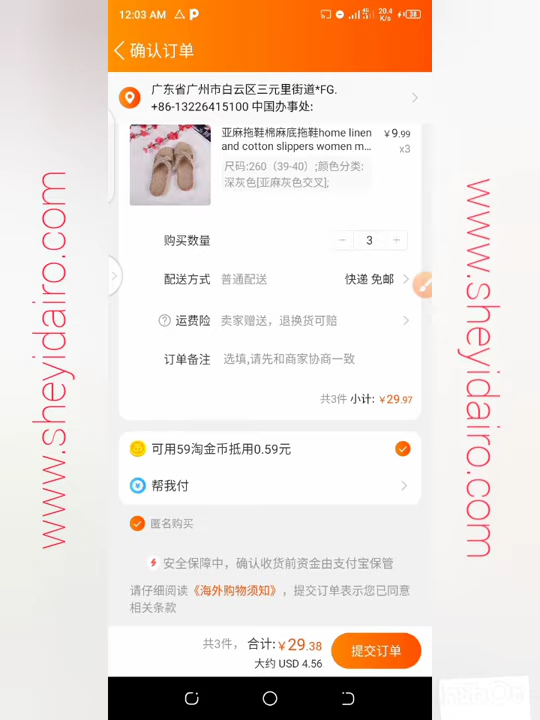 12:03 AM
4G
20.4
K/s
38
确认订单
广东省广州市白云区三元里街道*FG.
+86-13226415100 中国办事处:
亚麻拖鞋棉麻底拖鞋home linen
and cotton slippers women m...
￥9.99
x3
尺码:260（39-40）;颜色分类:
深灰色[亚麻灰色交叉];
购买数量
3
配送方式 普通配送 快递 免邮
运费险 卖家赠送，退换货可赔
订单备注 选填,请先和商家协商一致
共3件 小计: ￥29.97
可用59淘金币抵用0.59元
帮我付
匿名购买
安全保障中，确认收货前资金由支付宝保管
请仔细阅读《海外购物须知》，提交订单表示您已同意
相关条款
共3件， 合计:￥29.38
大约 USD 4.56
提交订单
www.sheyidairo.com
www.sheyidairo.com